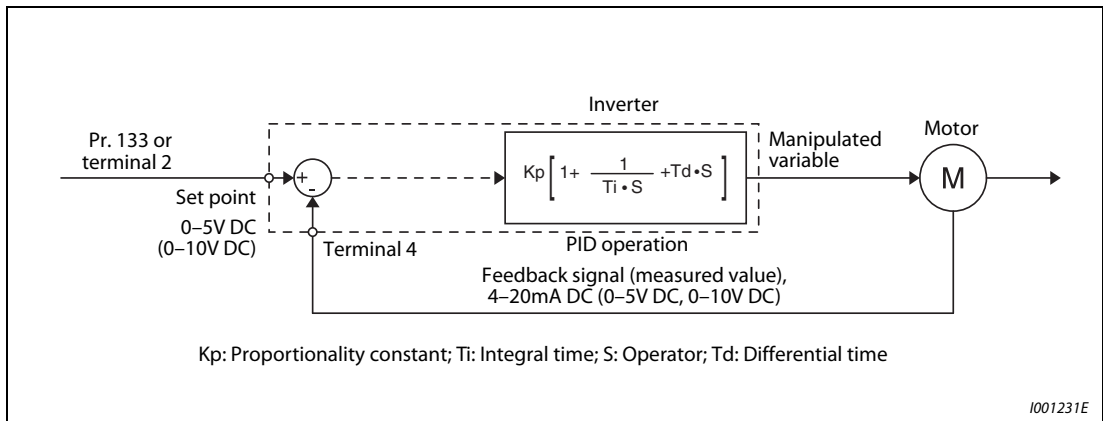 Inverter
Pr. 133 or
terminal 2
Manipulated
variable
Motor
+
-
Kp[1+ 1/Ti•S +Td•S]
M
Set point
0–5V DC
(0–10V DC)
Terminal 4
PID operation
Feedback signal (measured value),
4–20mA DC (0–5V DC, 0–10V DC)
Kp: Proportionality constant; Ti: Integral time; S: Operator; Td: Differential time
I001231E